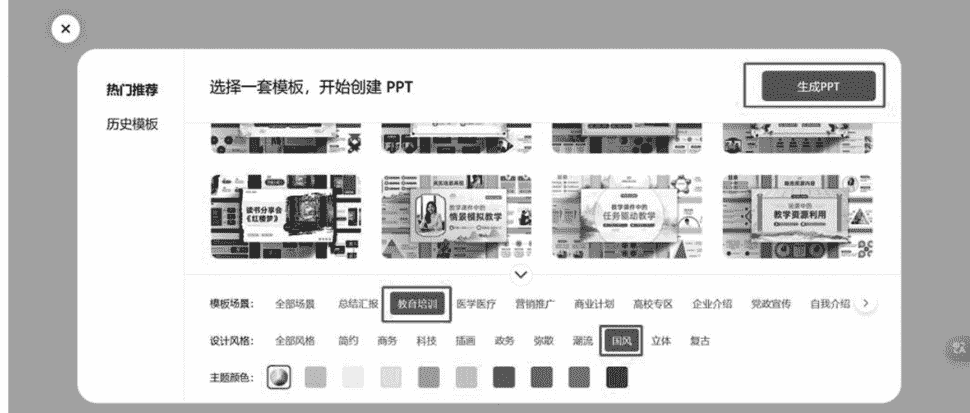 热门推荐
历史模板
选择一套模板，开始创建 PPT
生成PPT
读书分享会
《红楼梦》
教学课件中的
情景模拟教学
教学课件中的
任务驱动教学
教学资源利用
模板场景： 全部场景 总结汇报 教育培训 医学医疗 营销推广 商业计划 高校专区 企业介绍 党政宣传 自我介绍
设计风格： 全部风格 简约 商务 科技 插画 政务 弥散 潮流 国风 立体 复古
主题颜色：